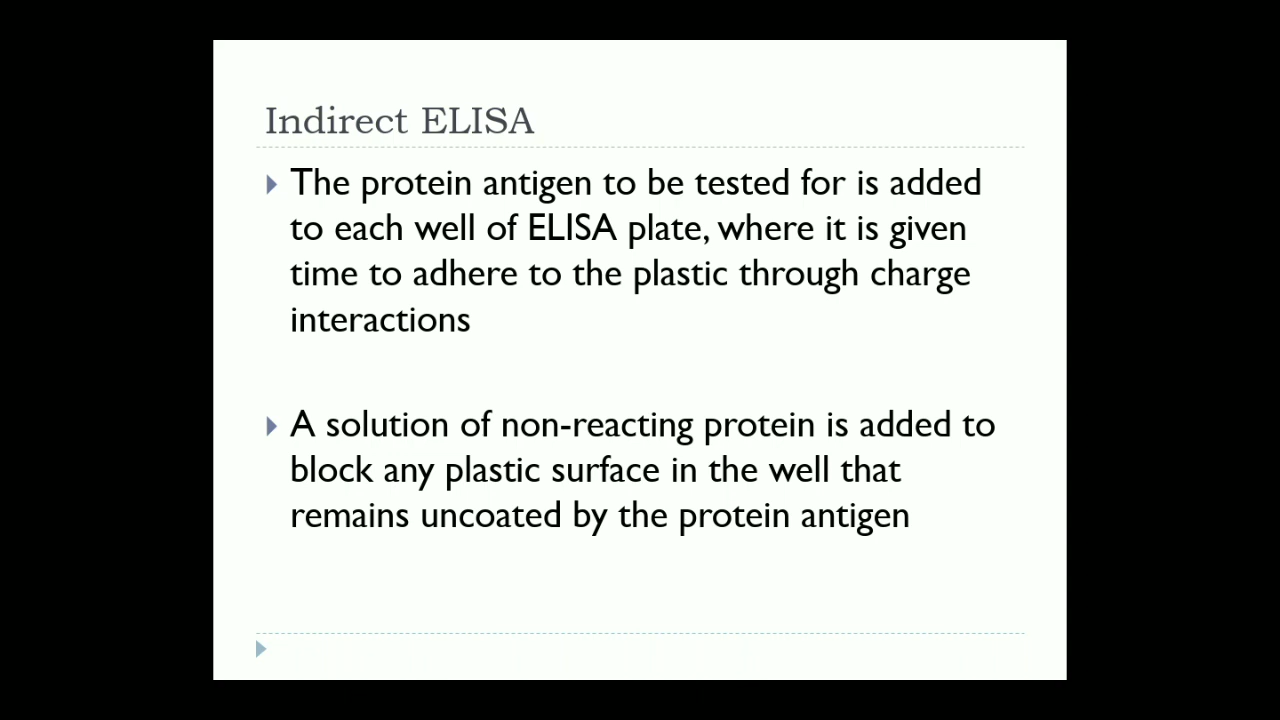 Indirect ELISA
The protein antigen to be tested for is added
to each well of ELISA plate, where it is given
time to adhere to the plastic through charge
interactions
A solution of non-reacting protein is added to
block any plastic surface in the well that
remains uncoated by the protein antigen